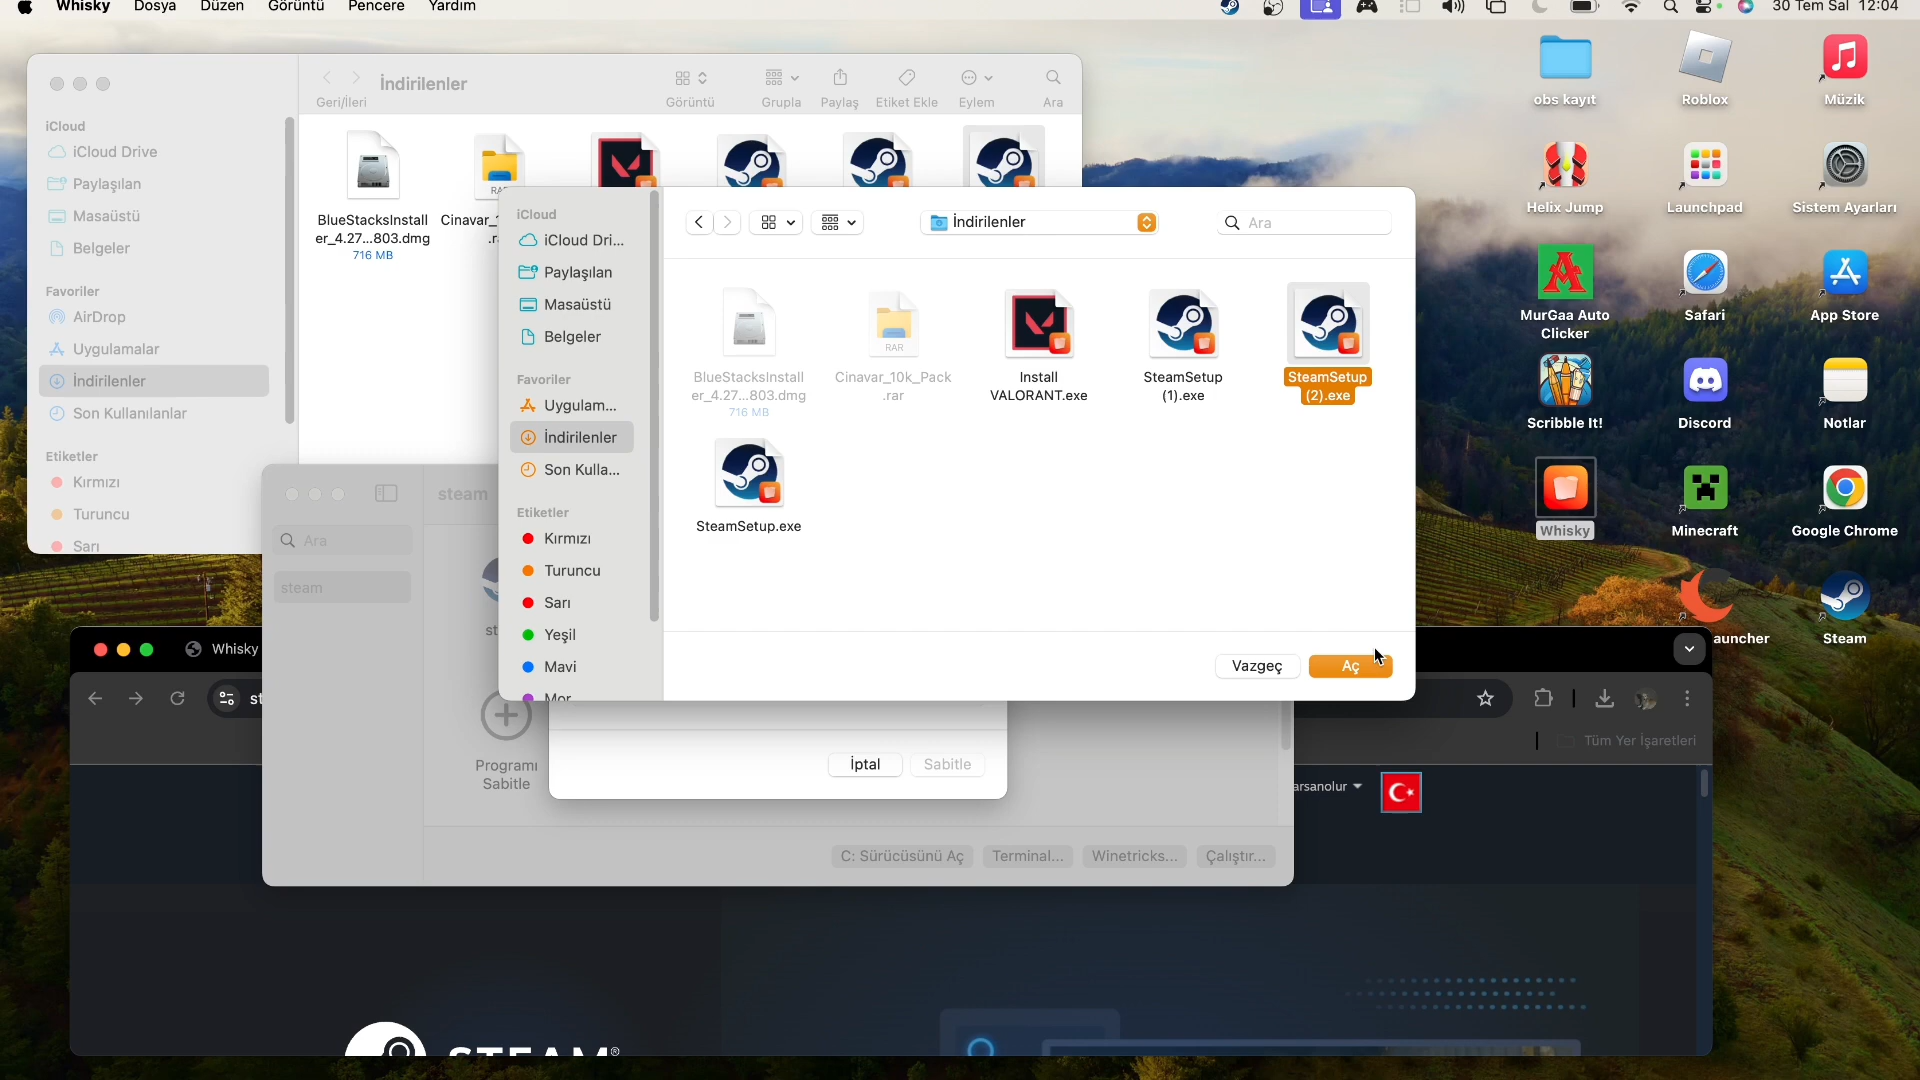 Whisky Dosya Düzen Görüntü Pencere Yardım
30 Tem Sal 12:04
İndirilenler
Geri/İleri Görüntü Grupla Paylaş Etiket Ekle Eylem Ara
iCloud
iCloud Drive
Paylaşılan
Masaüstü
Belgeler
Favoriler
AirDrop
Uygulamalar
İndirilenler
Son Kullanılanlar
Etiketler
Kırmızı
Turuncu
Sarı
BlueStacksInstall
er_4.27...803.dmg
716 MB
Cinavar_1
iCloud
iCloud Dri...
Paylaşılan
Masaüstü
Belgeler
Favoriler
Uygulam...
İndirilenler
Son Kulla...
Etiketler
Kırmızı
Turuncu
Sarı
Yeşil
Mavi
Mor
İndirilenler
Ara
BlueStacksInstall
er_4.27...803.dmg
716 MB
Cinavar_10k_Pack
.rar
RAR
Install
VALORANT.exe
SteamSetup
(1).exe
SteamSetup
(2).exe
SteamSetup.exe
Vazgeç Aç
steam
Ara
steam
Programı
Sabitle
İptal Sabitle
C: Sürücüsünü Aç Terminal... Winetricks... Çalıştır...
Whisky
st
Tüm Yer İşaretleri
arsanolur
STEAM®
obs kayıt
Roblox
Müzik
Helix Jump
Launchpad
Sistem Ayarları
MurGaa Auto
Clicker
Safari
App Store
Scribble It!
Discord
Notlar
Whisky
Minecraft
Google Chrome
auncher
Steam